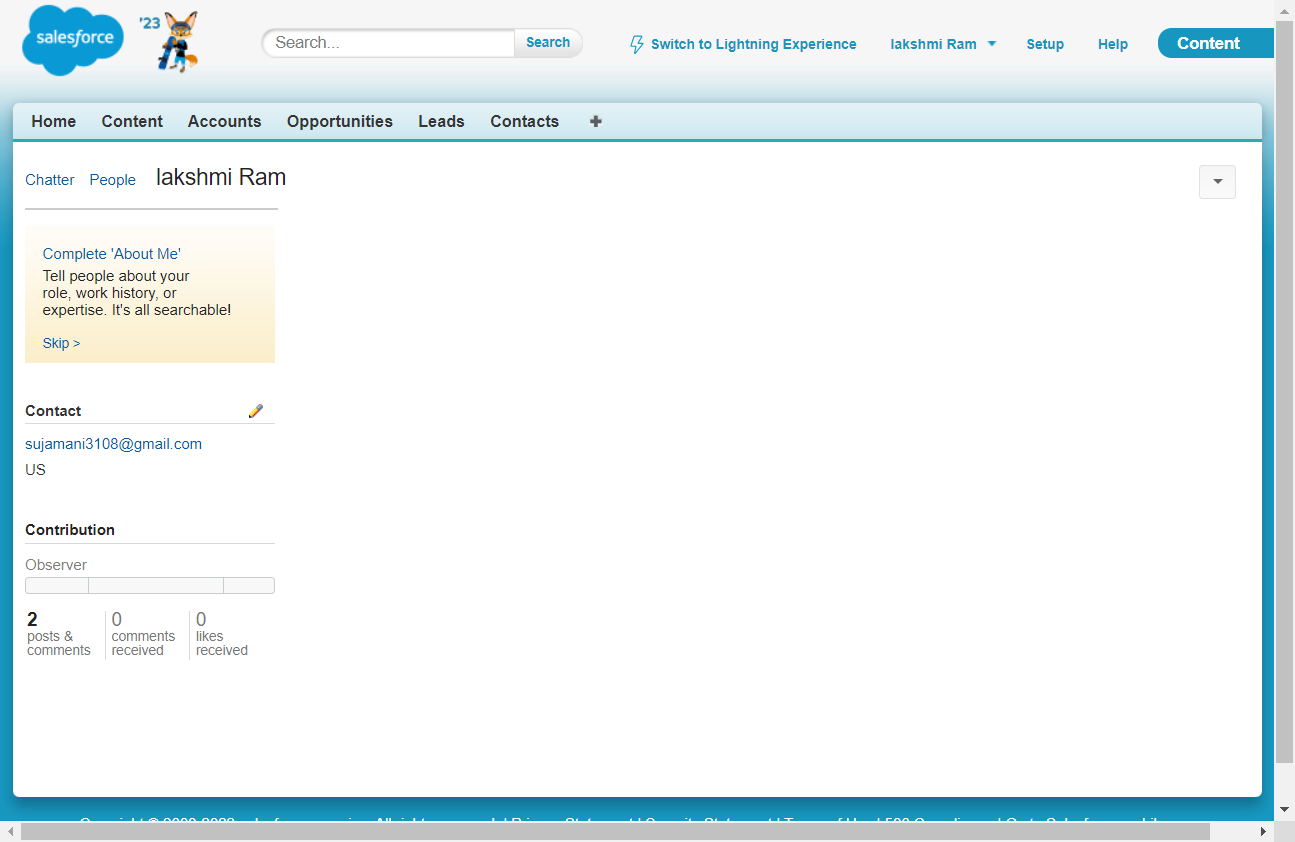 salesforce
'23
Search...
Search
Switch to Lightning Experience
lakshmi Ram
Setup
Help
Content
Home
Content
Accounts
Opportunities
Leads
Contacts
Chatter
People
lakshmi Ram
Complete 'About Me'
Tell people about your
role, work history, or
expertise. It's all searchable!
Skip >
Contact
sujamani3108@gmail.com
US
Contribution
Observer
2
posts &
comments
0
comments
received
0
likes
received